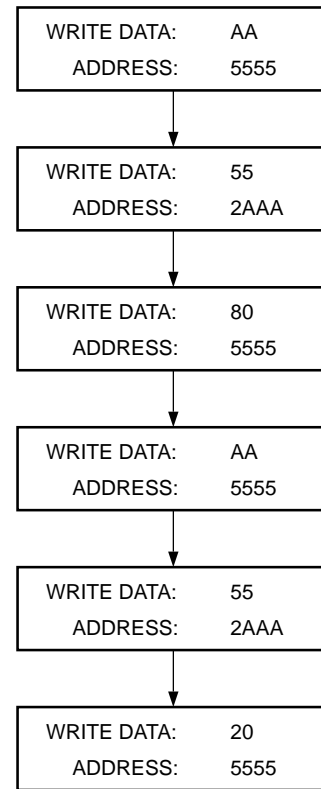 WRITE DATA: AA
ADDRESS: 5555
WRITE DATA: 55
ADDRESS: 2AAA
WRITE DATA: 80
ADDRESS: 5555
WRITE DATA: AA
ADDRESS: 5555
WRITE DATA: 55
ADDRESS: 2AAA
WRITE DATA: 20
ADDRESS: 5555